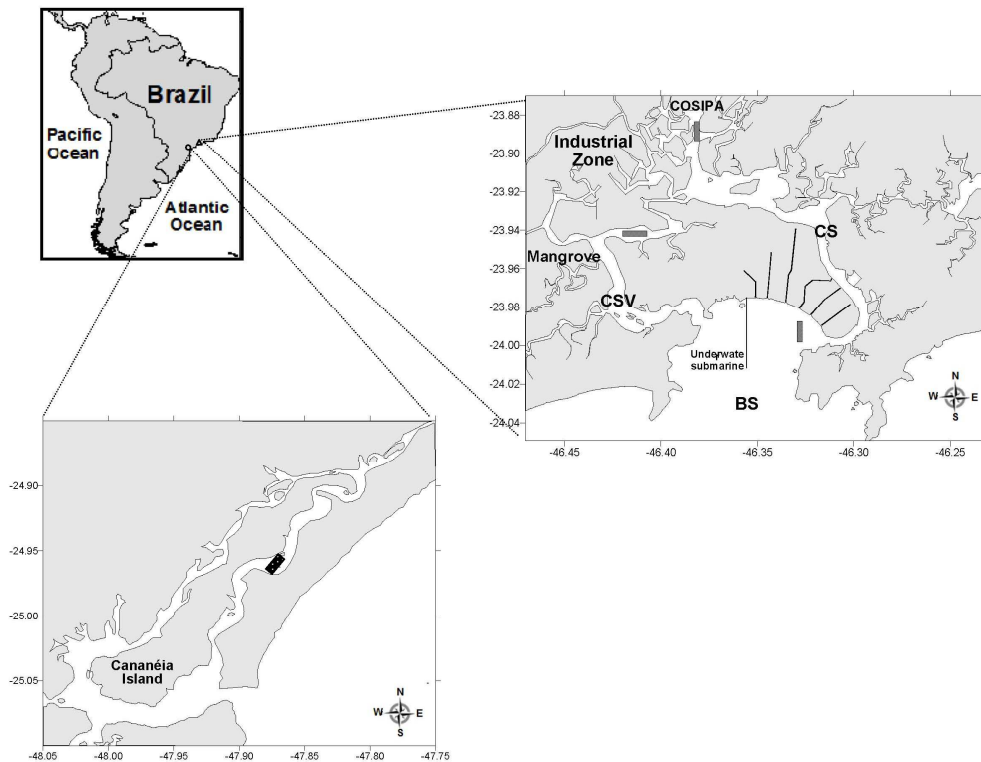 Brazil
Pacific
Ocean
Atlantic
Ocean
COSIPA
Industrial
Zone
CS
Mangrove
CSV
Underwate
submarine
BS
N
W E
S
-23.88
-23.90
-23.92
-23.94
-23.96
-23.98
-24.00
-24.02
-24.04
-46.45 -46.40 -46.35 -46.30 -46.25
-24.90
-24.95
-25.00
-25.05
Cananéia
Island
N
W E
S
-48.05 -48.00 -47.95 -47.90 -47.85 -47.80 -47.75